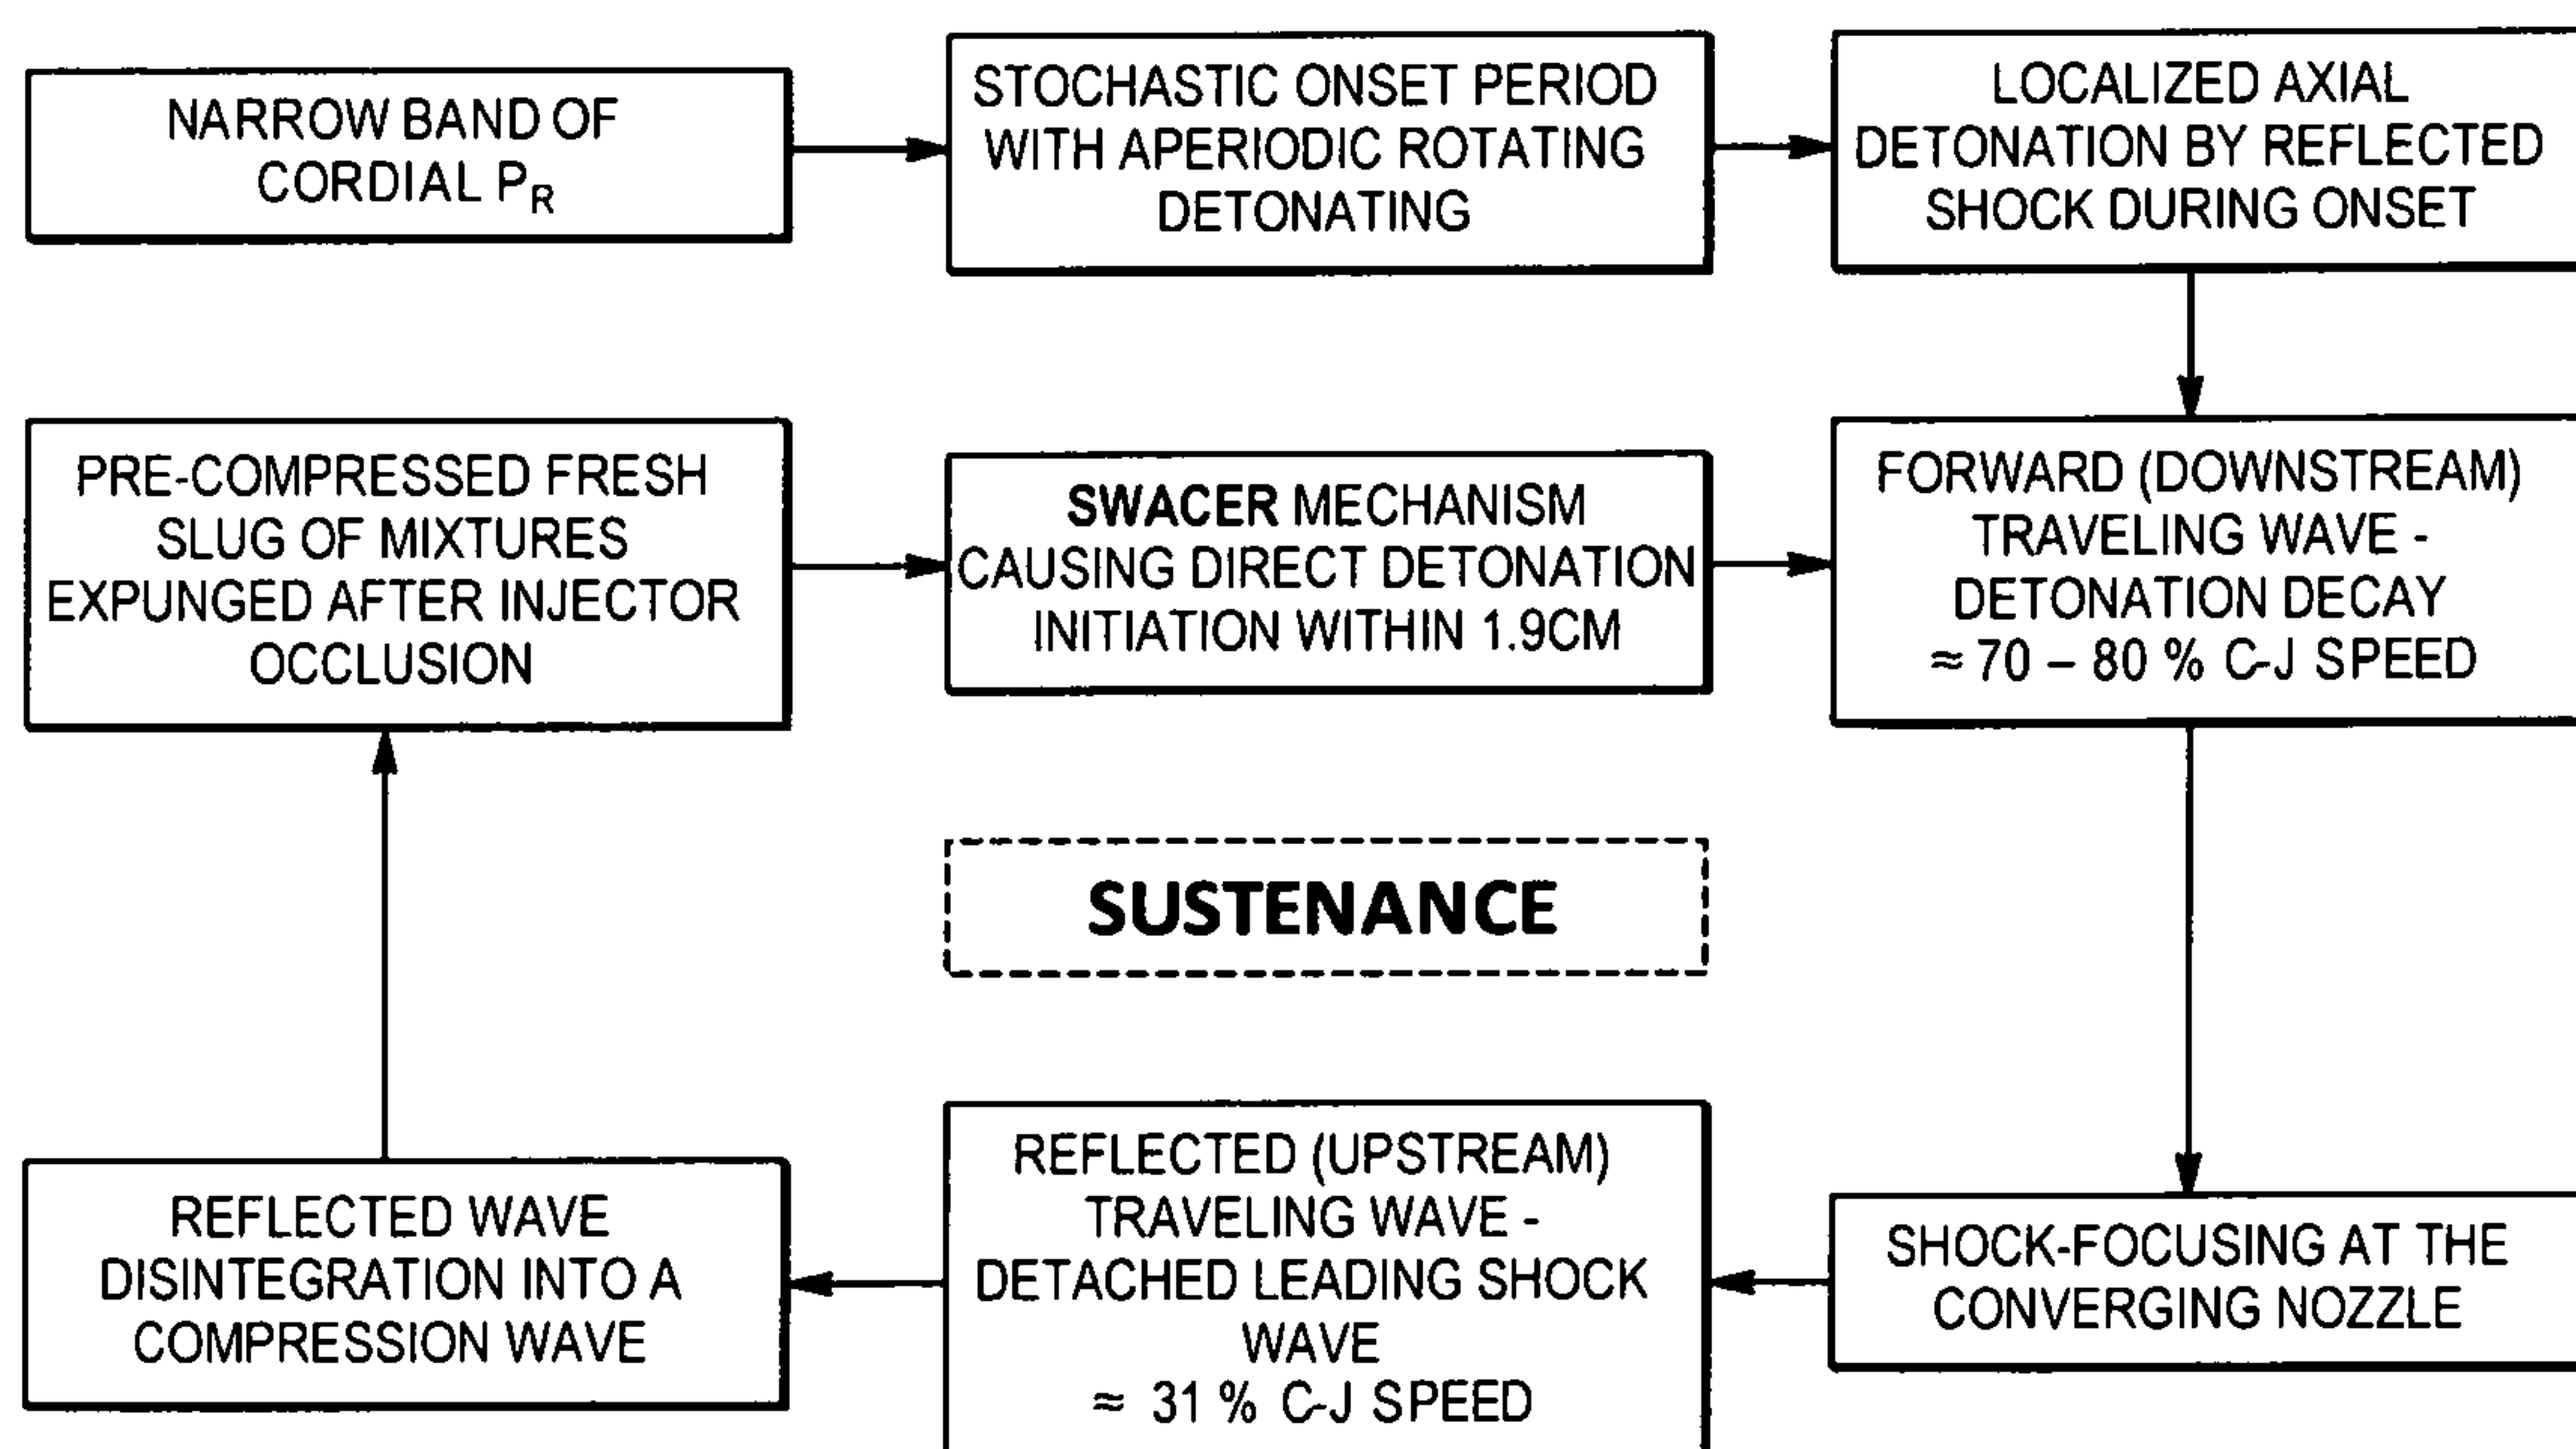 NARROW BAND OF
CORDIAL PR
STOCHASTIC ONSET PERIOD
WITH APERIODIC ROTATING
DETONATING
LOCALIZED AXIAL
DETONATION BY REFLECTED
SHOCK DURING ONSET
PRE-COMPRESSED FRESH
SLUG OF MIXTURES
EXPUNGED AFTER INJECTOR
OCCLUSION
SWACER MECHANISM
CAUSING DIRECT DETONATION
INITIATION WITHIN 1.9CM
FORWARD (DOWNSTREAM)
TRAVELING WAVE -
DETONATION DECAY
≈ 70 – 80 % C-J SPEED
SUSTENANCE
REFLECTED WAVE
DISINTEGRATION INTO A
COMPRESSION WAVE
REFLECTED (UPSTREAM)
TRAVELING WAVE -
DETACHED LEADING SHOCK
WAVE
≈ 31 % C-J SPEED
SHOCK-FOCUSING AT THE
CONVERGING NOZZLE